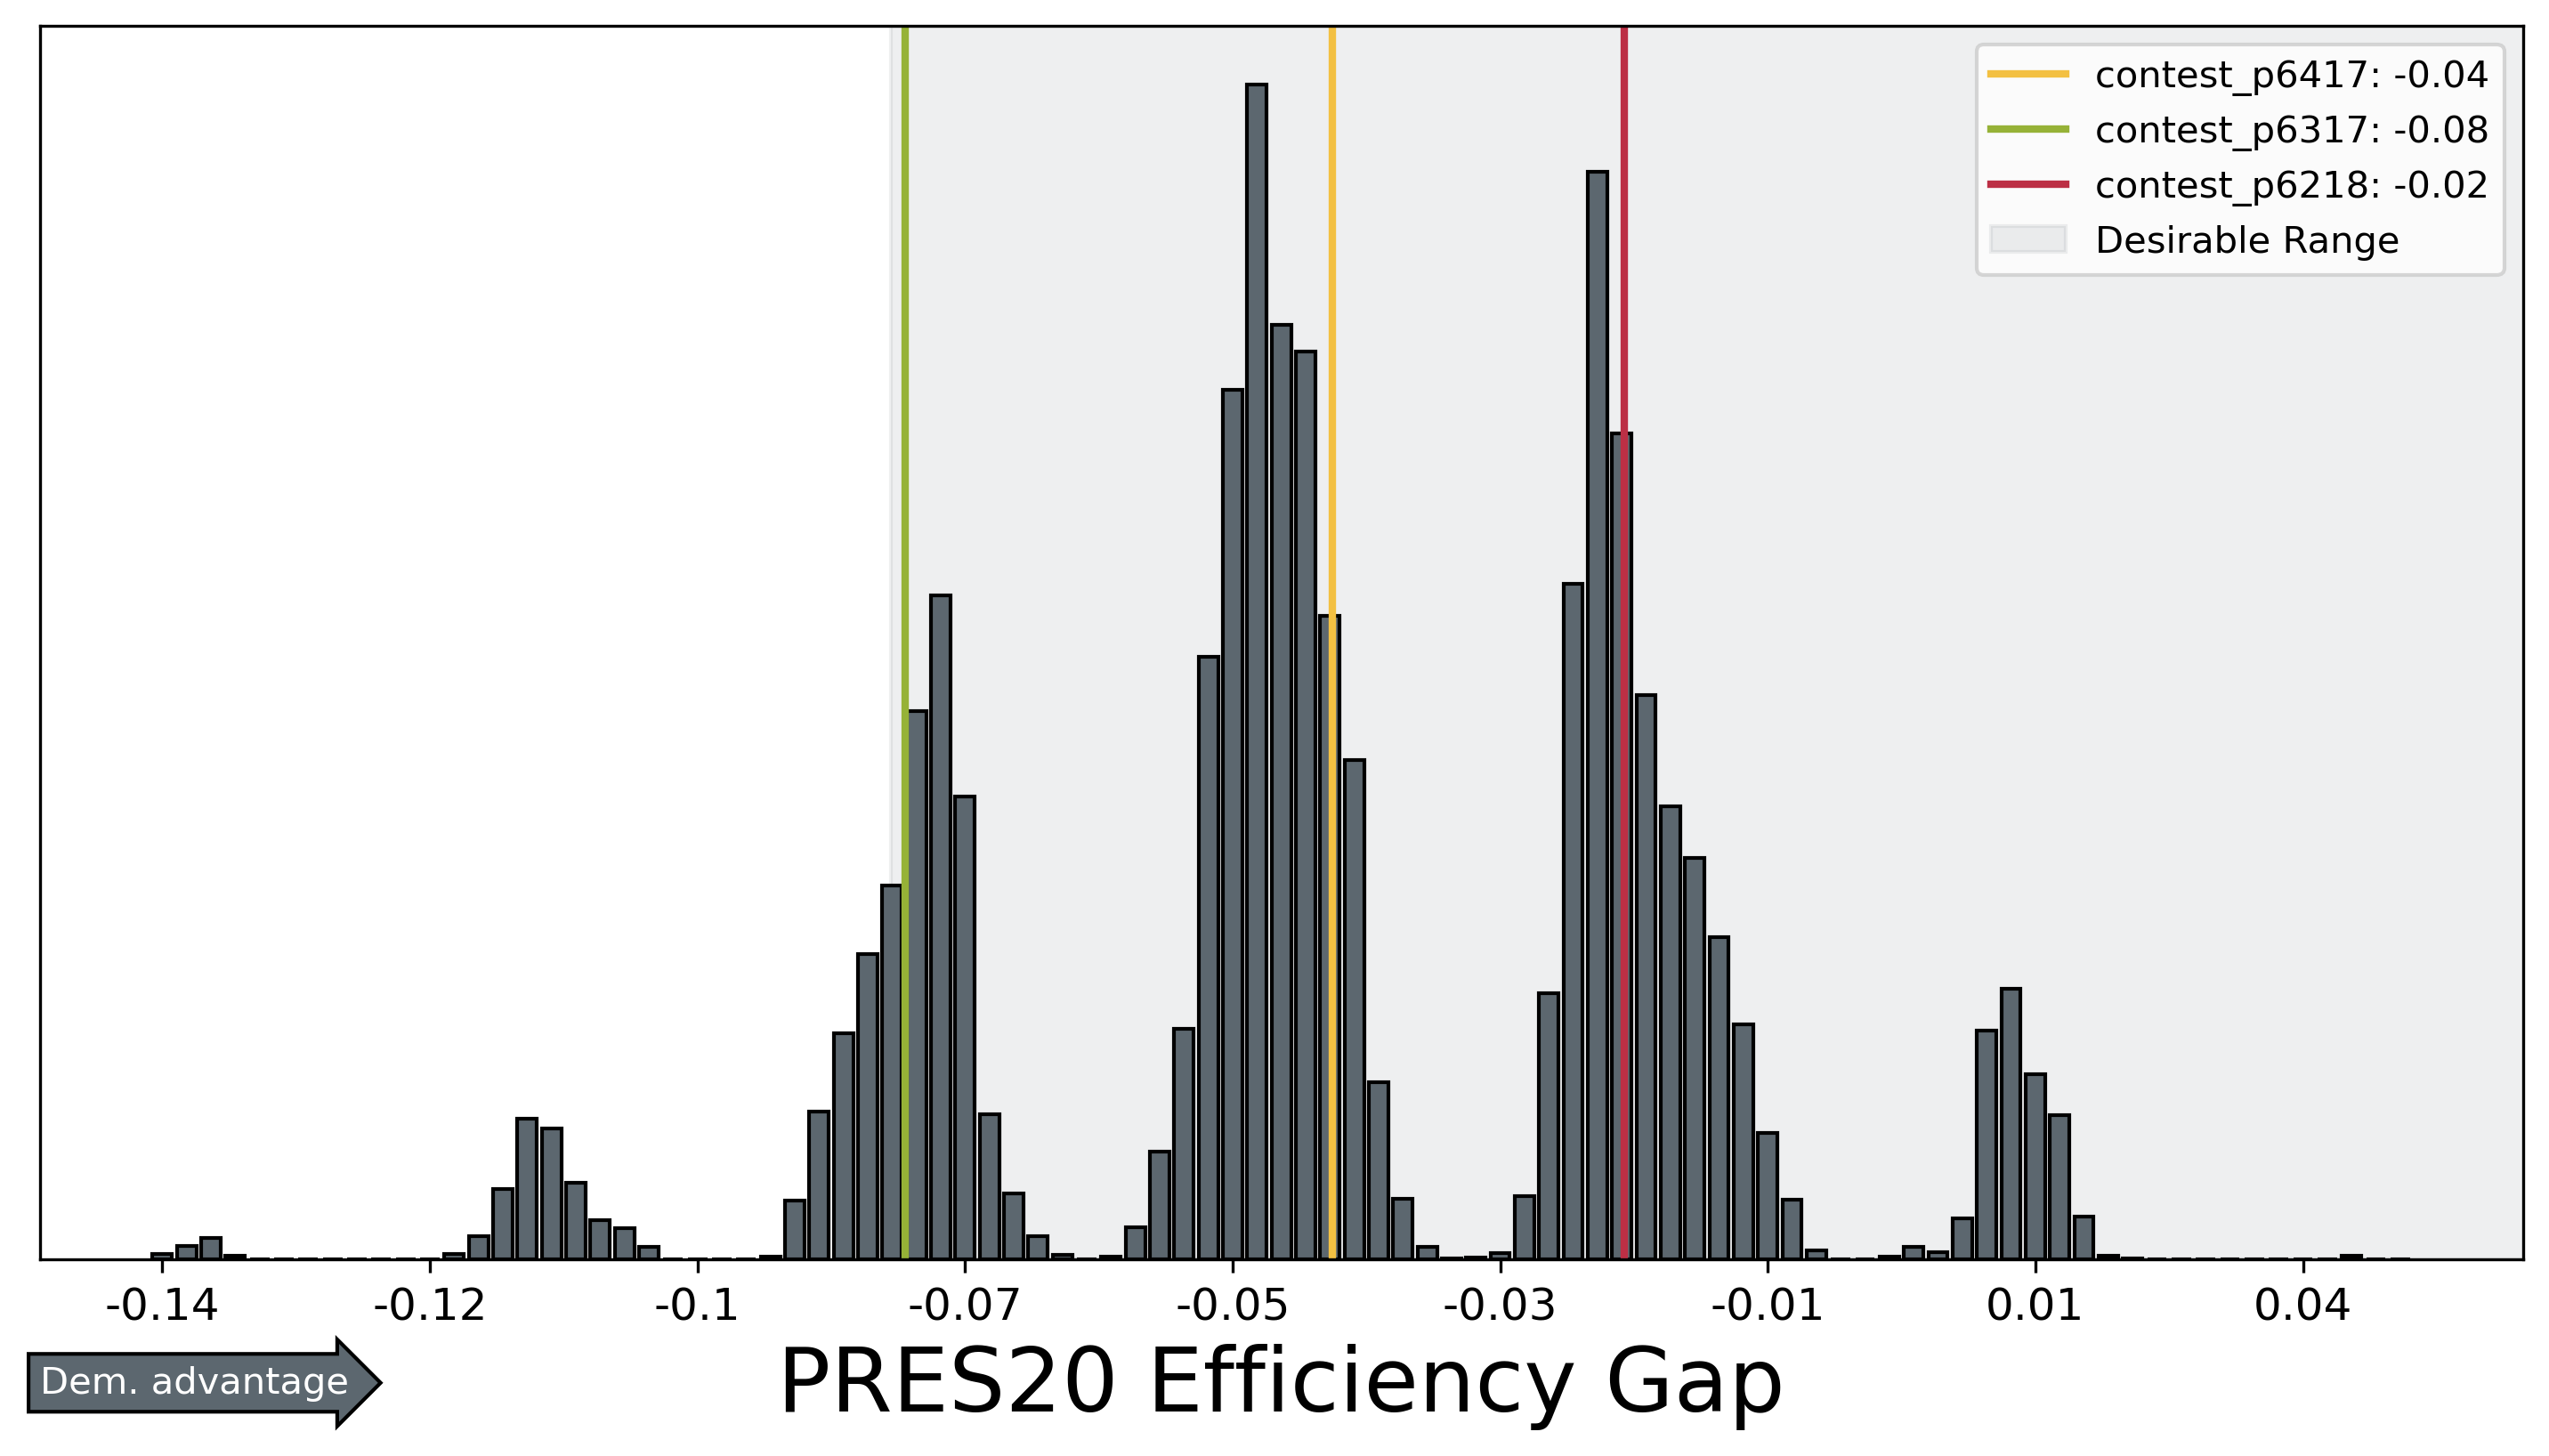 contest_p6417: -0.04
contest_p6317: -0.08
contest_p6218: -0.02
Desirable Range
-0.14 -0.12 -0.1 -0.07 -0.05 -0.03 -0.01 0.01 0.04
Dem. advantage
PRES20 Efficiency Gap